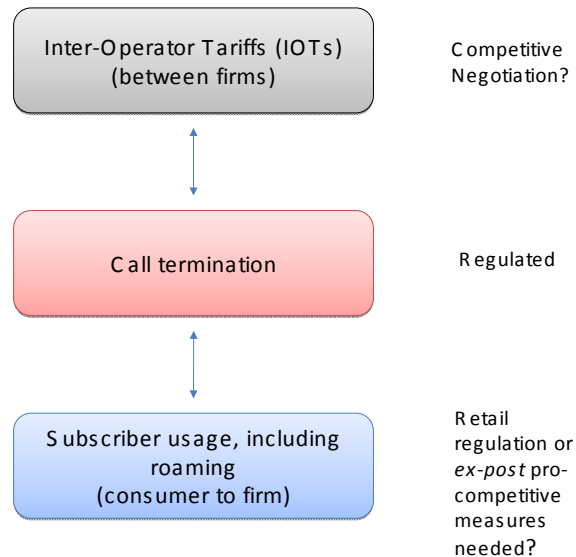 Inter-Operator Tariffs (IOTs)
(between firms)
Competitive
Negotiation?
Call termination
Regulated
Subscriber usage, including
roaming
(consumer to firm)
Retail
regulation or
ex-post pro-
competitive
measures
needed?